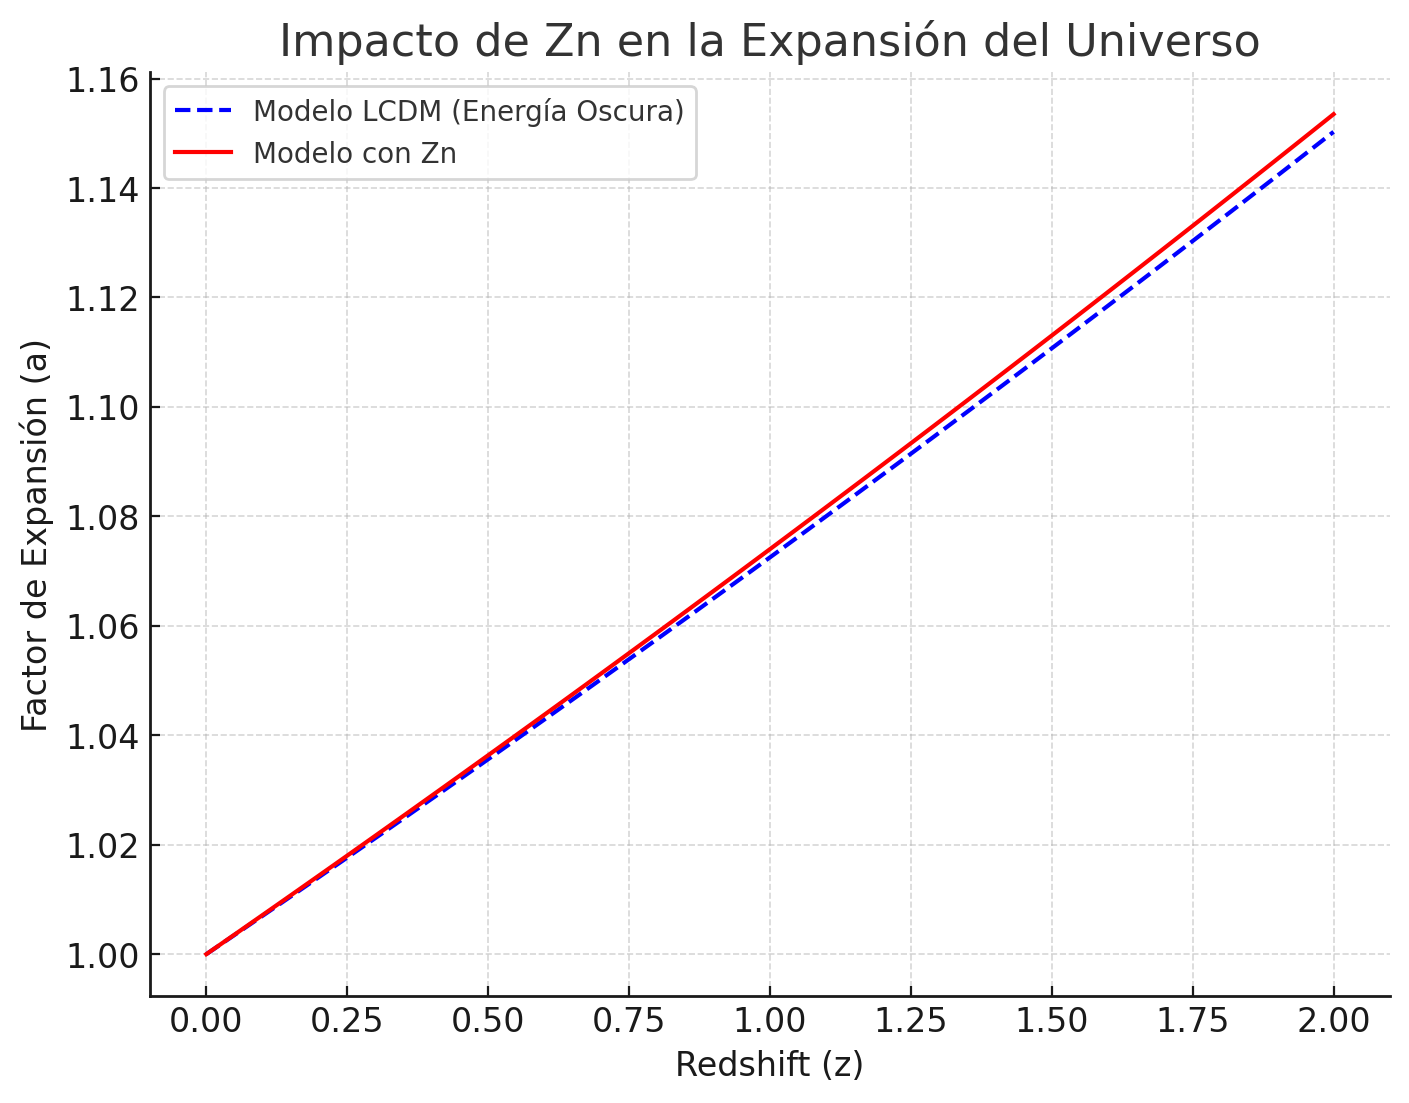 Impacto de Zn en la Expansión del Universo
Modelo LCDM (Energía Oscura)
Modelo con Zn
Factor de Expansión (a)
1.16
1.14
1.12
1.10
1.08
1.06
1.04
1.02
1.00
0.00 0.25 0.50 0.75 1.00 1.25 1.50 1.75 2.00
Redshift (z)